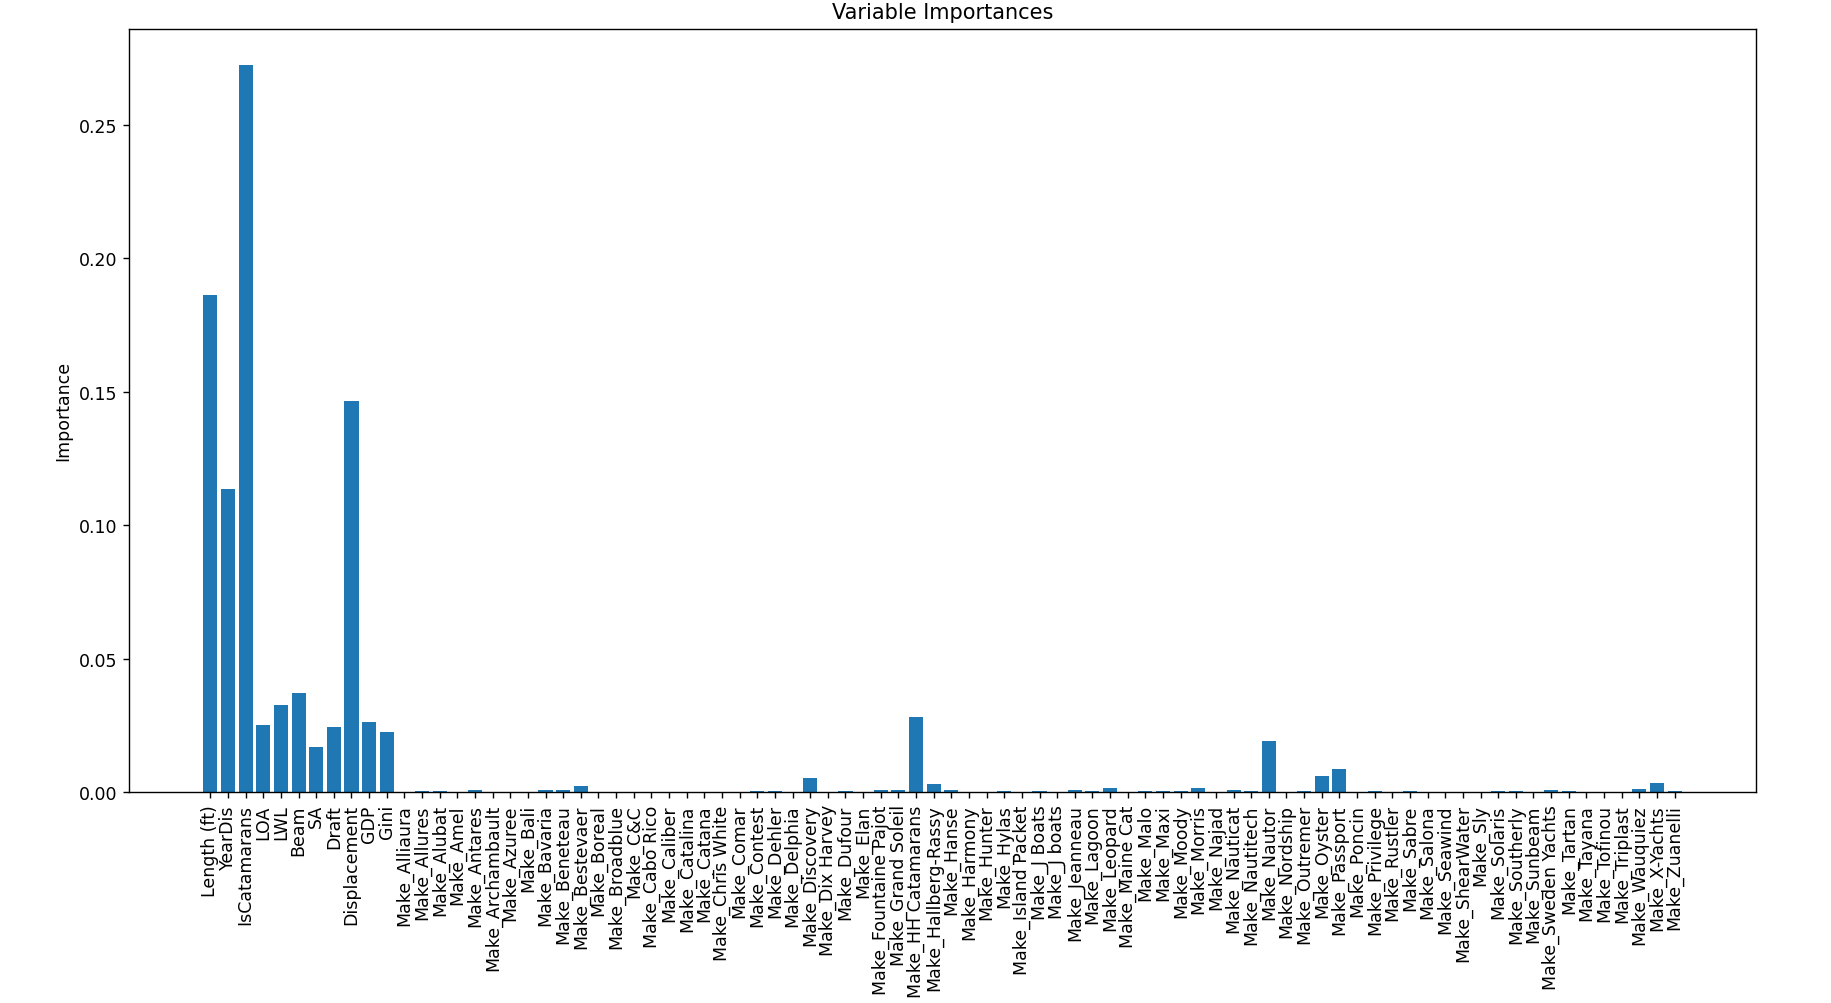 Variable Importances
Importance
0.25
0.20
0.15
0.10
0.05
0.00
Length (ft)
YearDis
IsCatamarans
LOA
LWL
Beam
SA
Draft
Displacement
GDP
Gini
Make_Alliaura
Make_Allures
Make_Alubat
Make_Amel
Make_Antares
Make_Archambault
Make_Azuree
Make_Bali
Make_Bavaria
Make_Beneteau
Make_Bestevaer
Make_Boreal
Make_Broadblue
Make_C&C
Make_Cabo Rico
Make_Caliber
Make_Catalina
Make_Catana
Make_Chris White
Make_Comar
Make_Contest
Make_Dehler
Make_Delphia
Make_Discovery
Make_Dix Harvey
Make_Dufour
Make_Elan
Make_Fountaine Pajot
Make_Grand Soleil
Make_HH Catamarans
Make_Hallberg-Rassy
Make_Hanse
Make_Harmony
Make_Hunter
Make_Hylas
Make_Island Packet
Make_J Boats
Make_J boats
Make_Jeanneau
Make_Lagoon
Make_Leopard
Make_Maine Cat
Make_Malo
Make_Maxi
Make_Moody
Make_Morris
Make_Najad
Make_Nauticat
Make_Nautitech
Make_Nautor
Make_Nordship
Make_Outremer
Make_Oyster
Make_Passport
Make_Poncin
Make_Privilege
Make_Rustler
Make_Sabre
Make_Salona
Make_Seawind
Make_ShearWater
Make_Sly
Make_Solaris
Make_Southerly
Make_Sunbeam
Make_Sweden Yachts
Make_Tartan
Make_Tayana
Make_Tofinou
Make_Triplast
Make_Wauquiez
Make_X-Yachts
Make_Zuanelli